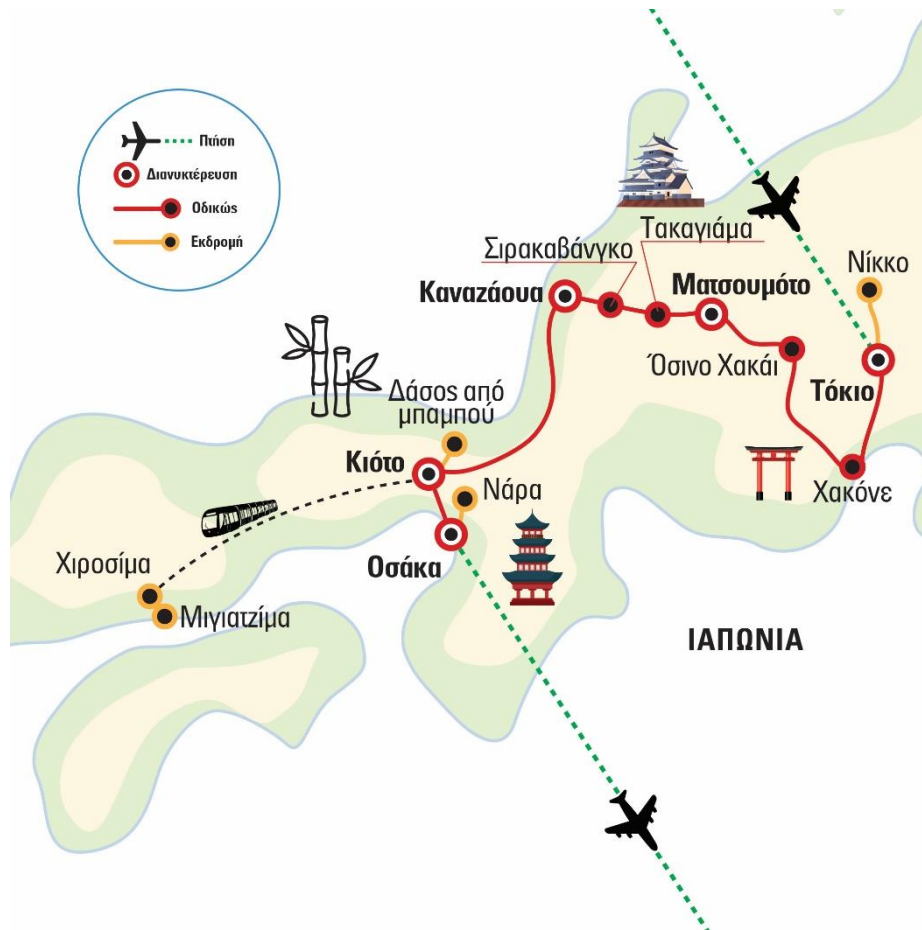 Πτήση
Διανυκτέρευση
Οδικώς
Εκδρομή
Τακαγιάμα
Σιρακαβάνγκο
Καναζάουα
Ματσουμότο
Νίκκο
Όσινο Χακάι
Τόκιο
Δάσος από
μπαμπού
Κιότο
Νάρα
Χακόνε
Οσάκα
Χιροσίμα
Μιγιατζίμα
ΙΑΠΩΝΙΑ